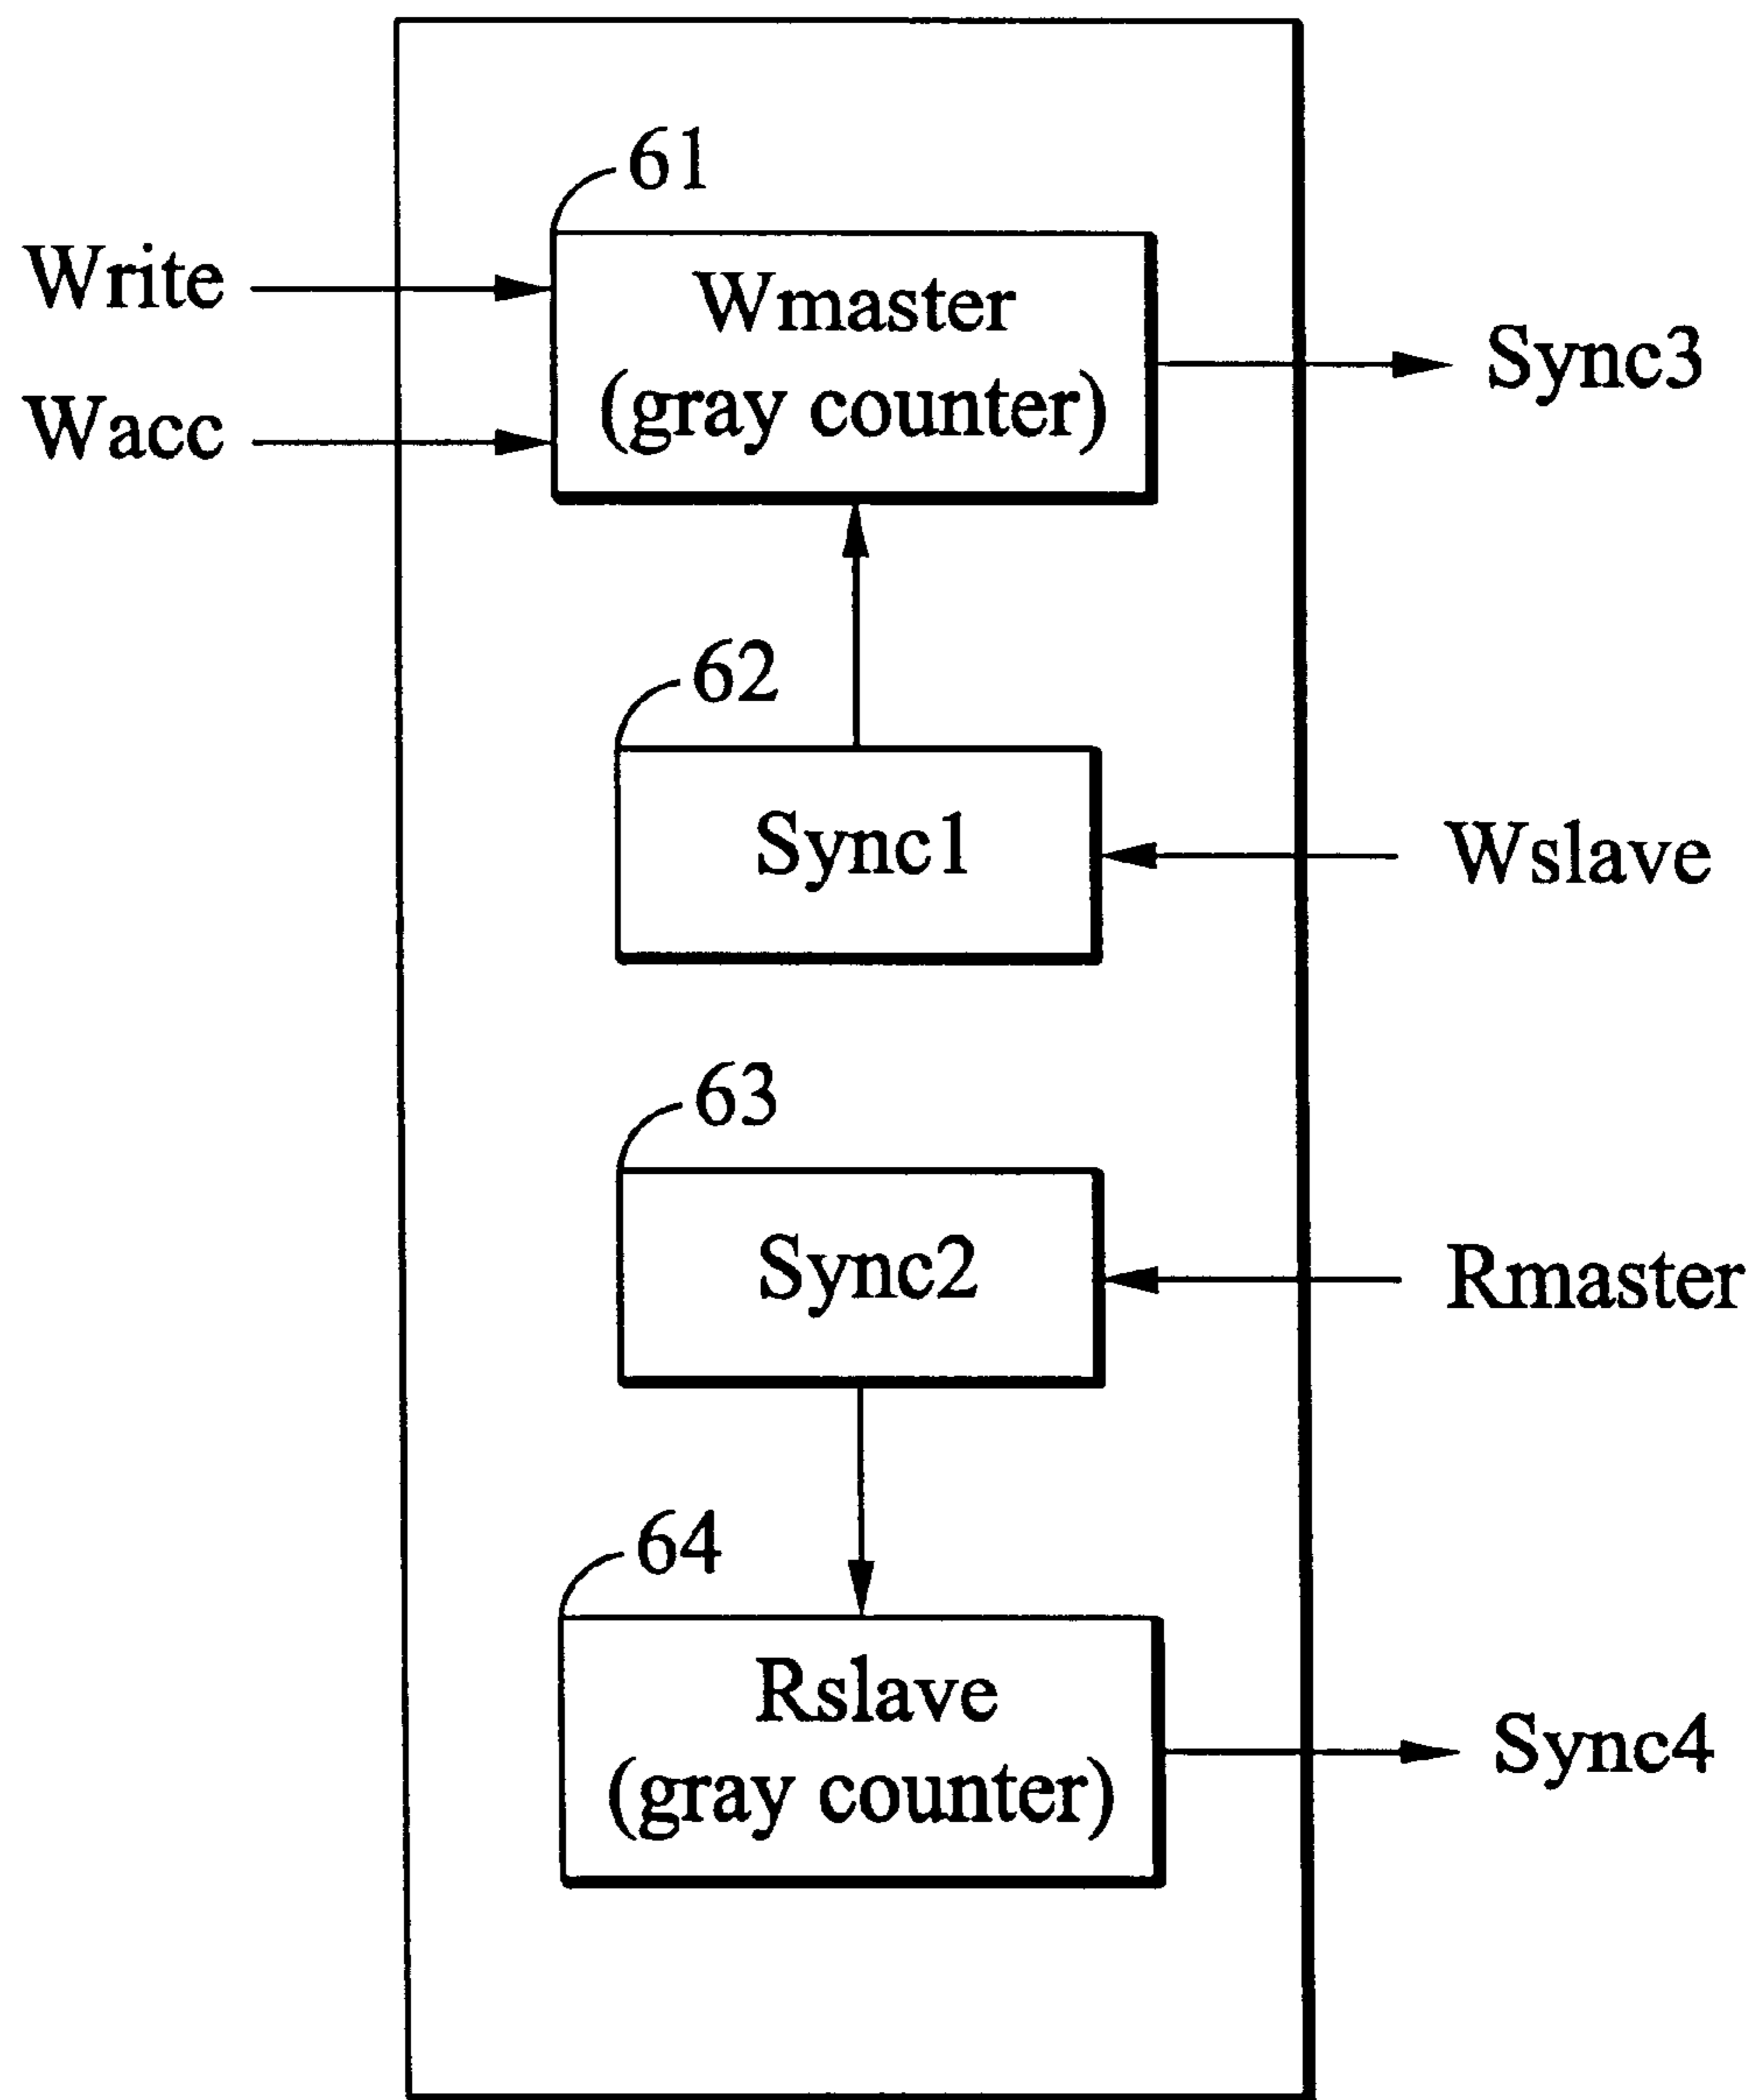 61
Write
Wmaster
(gray counter)
Sync3
Wacc
62
Sync1
Wslave
63
Sync2
Rmaster
64
Rslave
(gray counter)
Sync4